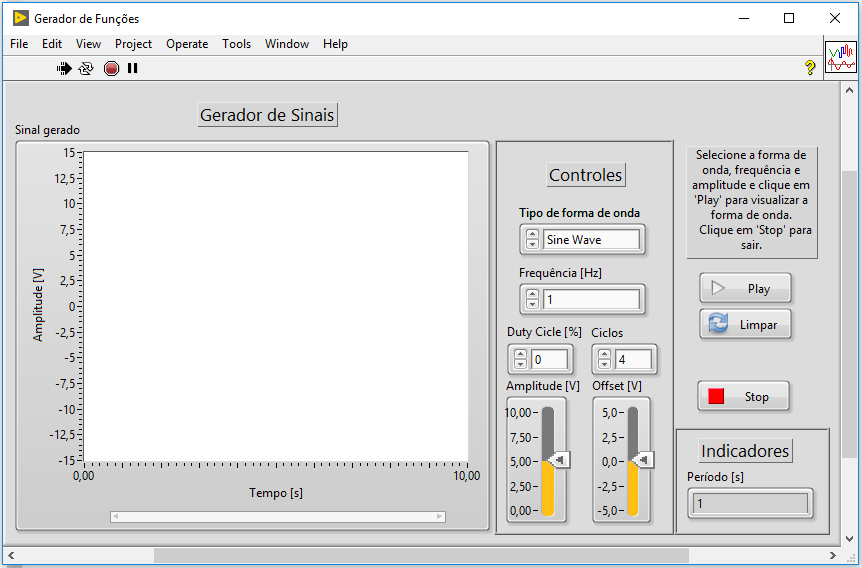 Gerador de Funções
File Edit View Project Operate Tools Window Help
?
Gerador de Sinais
Sinal gerado
15
12,5
10
7,5
5
2,5
0
-2,5
-5
-7,5
-10
-12,5
-15
Amplitude [V]
0,00 10,00
Tempo [s]
Controles
Tipo de forma de onda
Sine Wave
Frequência [Hz]
1
Duty Cicle [%] Ciclos
0 4
Amplitude [V] Offset [V]
10,00 5,0
7,50 2,5
5,00 0,0
2,50 -2,5
0,00 -5,0
Selecione a forma de
onda, frequência e
amplitude e clique em
'Play' para visualizar a
forma de onda.
Clique em 'Stop' para
sair.
Play
Limpar
Stop
Indicadores
Período [s]
1